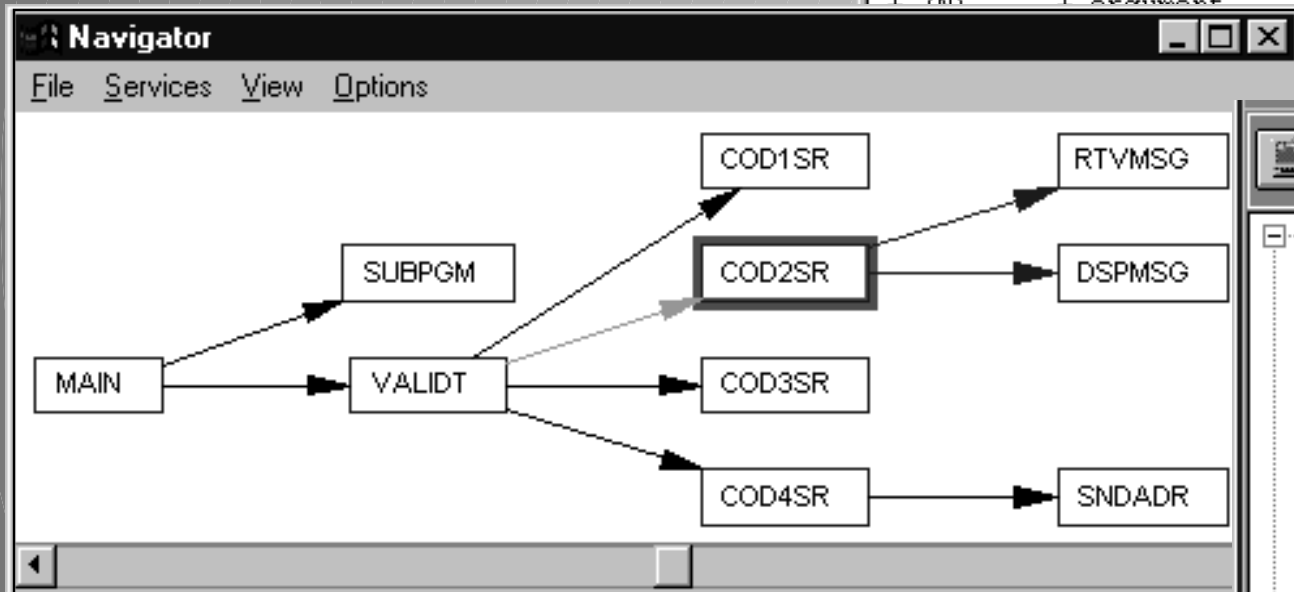 Navigator
File Services View Options
COD1SR RTVMSG
SUBPGM COD2SR DSPMSG
MAIN VALIDT COD3SR
COD4SR SNDADR